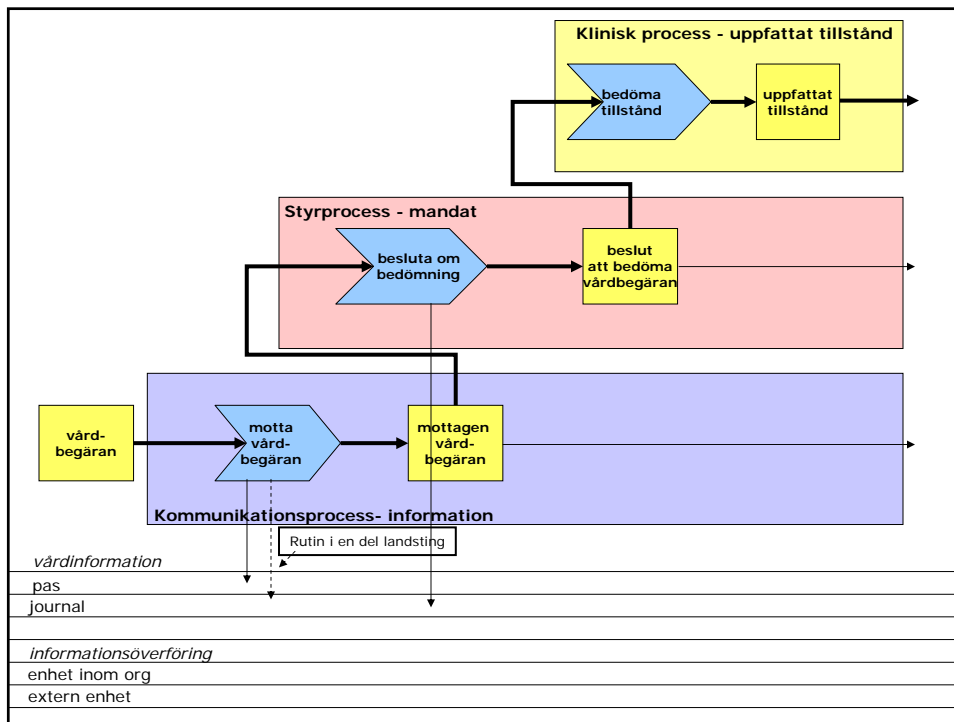 Klinisk process - uppfattat tillstånd
bedöma
tillstånd
uppfattat
tillstånd
Styrprocess - mandat
besluta om
bedömning
beslut
att bedöma
vårdbegäran
vård-
begäran
motta
vård-
begäran
mottagen
vård-
begäran
Kommunikationsprocess- information
Rutin i en del landsting
vårdinformation
pas
journal
informationsöverföring
enhet inom org
extern enhet